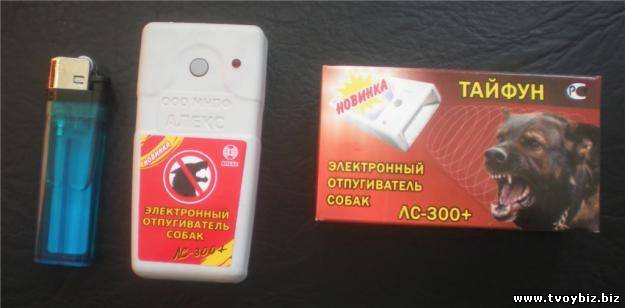 ООО МНПФ
АЛЕКС
НОВИНКА
ЭЛЕКТРОННЫЙ
ОТПУГИВАТЕЛЬ
СОБАК
ЛС-300+
НОВИНКА
ТАЙФУН
ЭЛЕКТРОННЫЙ
ОТПУГИВАТЕЛЬ
СОБАК
ЛС-300+
www.tvoybiz.biz